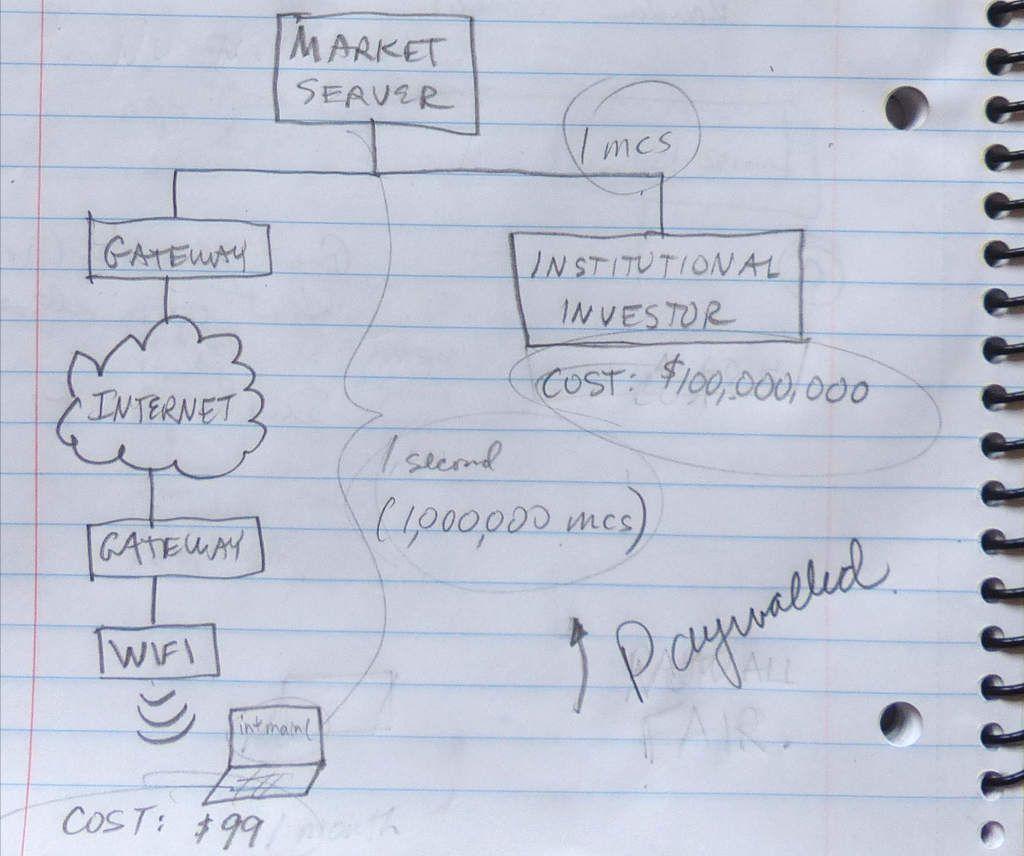 MARKET
SERVER
1 mcs
GATEWAY
INSTITUTIONAL
INVESTOR
COST: $100,000,000
INTERNET
1 second
(1,000,000 mcs)
GATEWAY
Paywalled
WIFI
int main(
COST: $99/month